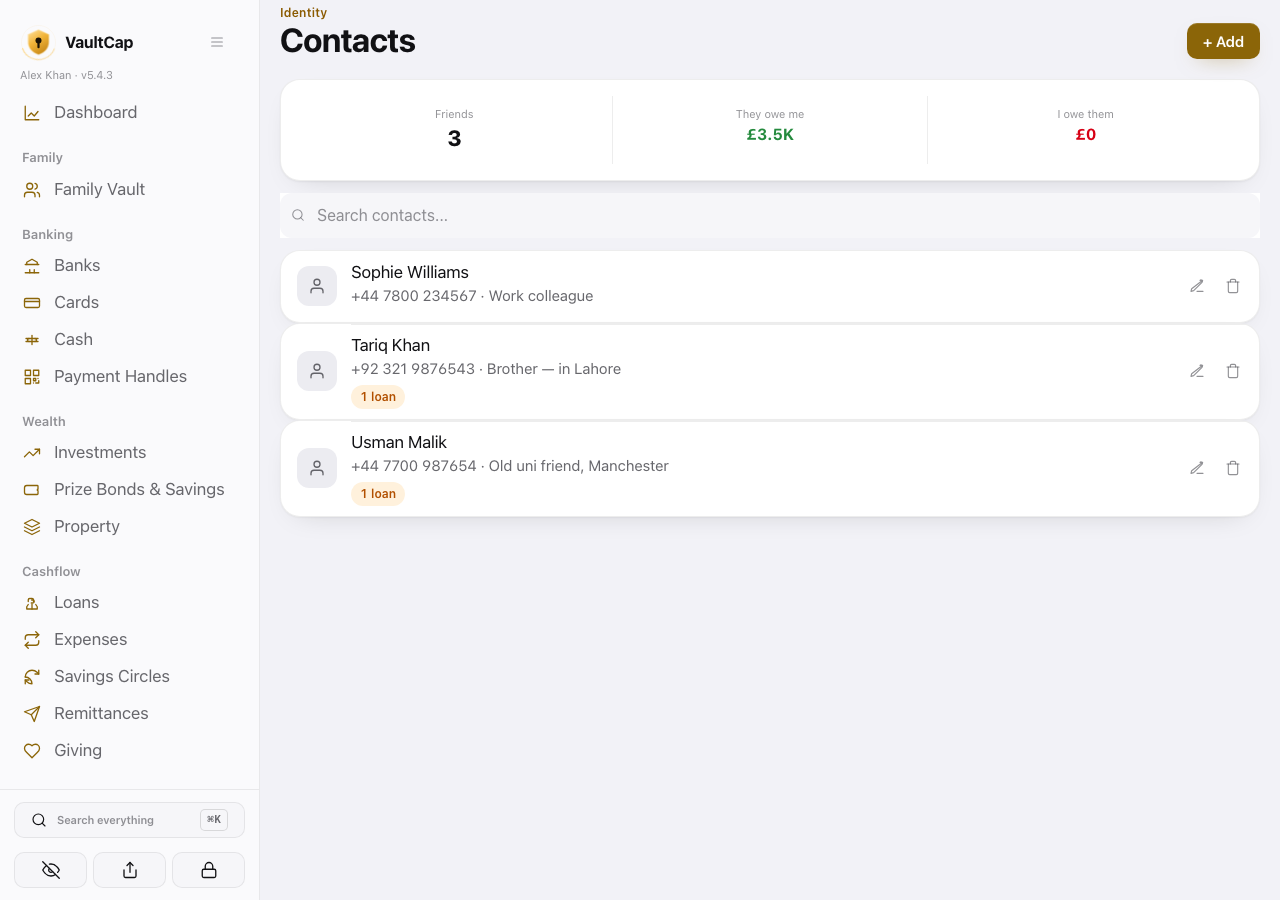 VaultCap
Alex Khan · v5.4.3
Dashboard
Family
Family Vault
Banking
Banks
Cards
Cash
Payment Handles
Wealth
Investments
Prize Bonds & Savings
Property
Cashflow
Loans
Expenses
Savings Circles
Remittances
Giving
Search everything ⌘K
Identity
Contacts
+ Add
Friends
3
They owe me
£3.5K
I owe them
£0
Search contacts...
Sophie Williams
+44 7800 234567 · Work colleague
Tariq Khan
+92 321 9876543 · Brother — in Lahore
1 loan
Usman Malik
+44 7700 987654 · Old uni friend, Manchester
1 loan